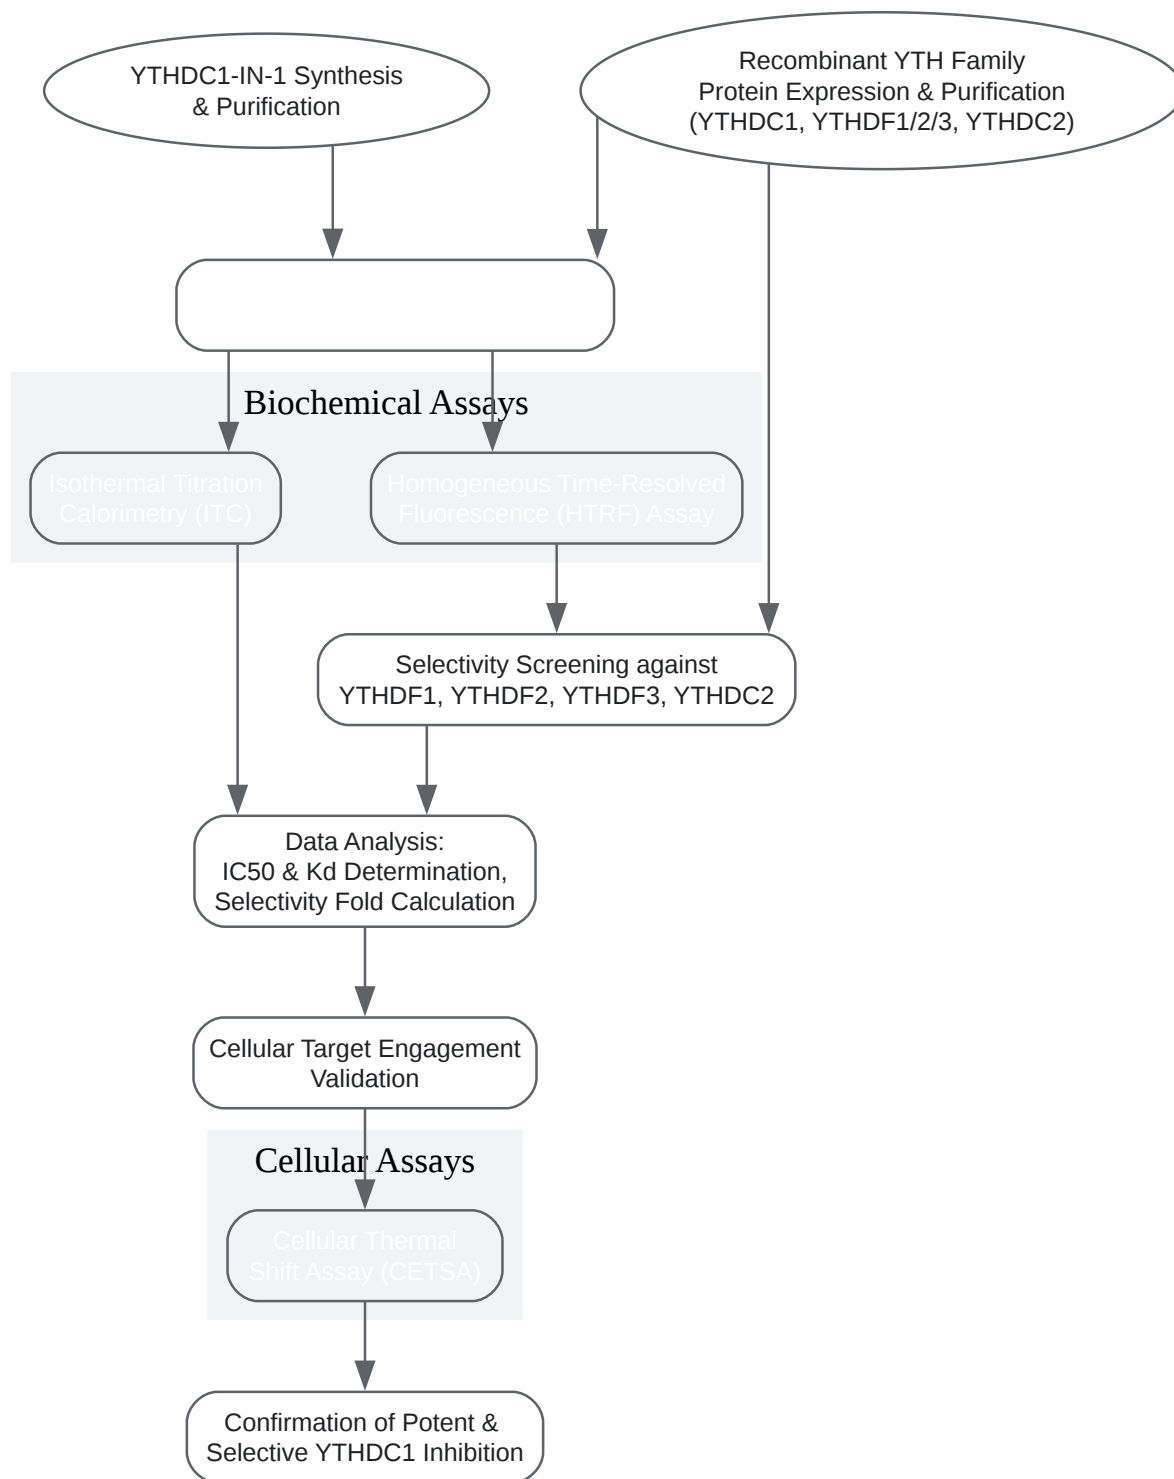 YTHDC1-IN-1 Synthesis
& Purification
Recombinant YTH Family
Protein Expression & Purification
(YTHDC1, YTHDF1/2/3, YTHDC2)
Biochemical Assays
Isothermal Titration
Calorimetry (ITC)
Homogeneous Time-Resolved
Fluorescence (HTRF) Assay
Selectivity Screening against
YTHDF1, YTHDF2, YTHDF3, YTHDC2
Data Analysis:
IC50 & Kd Determination,
Selectivity Fold Calculation
Cellular Target Engagement
Validation
Cellular Assays
Cellular Thermal
Shift Assay (CETSA)
Confirmation of Potent &
Selective YTHDC1 Inhibition